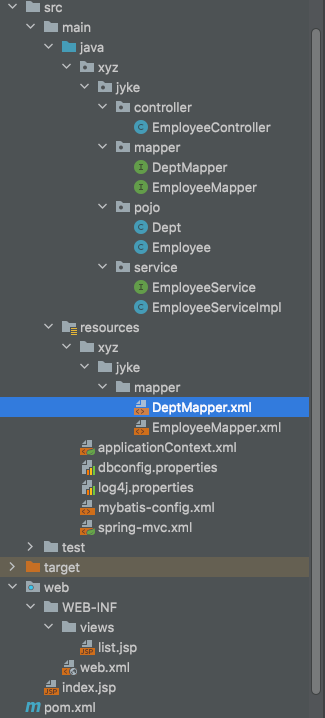 src
main
java
xyz
jyke
controller
EmployeeController
mapper
DeptMapper
EmployeeMapper
pojo
Dept
Employee
service
EmployeeService
EmployeeServiceImpl
resources
xyz
jyke
mapper
DeptMapper.xml
EmployeeMapper.xml
applicationContext.xml
dbconfig.properties
log4j.properties
mybatis-config.xml
spring-mvc.xml
test
target
web
WEB-INF
views
list.jsp
web.xml
index.jsp
pom.xml